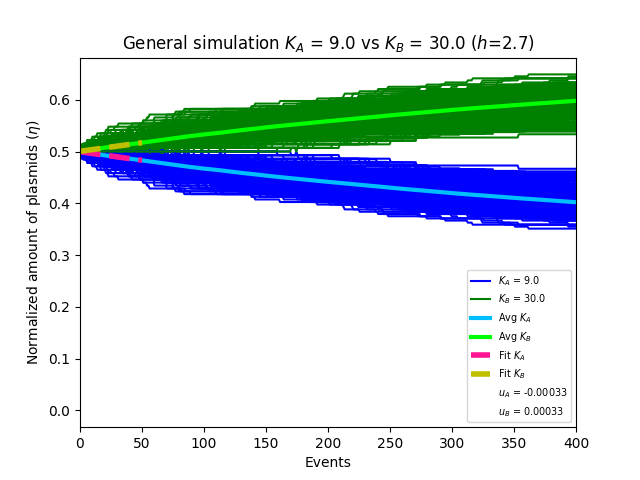 General simulation K_A = 9.0 vs K_B = 30.0 (h=2.7)
Normalized amount of plasmids (η)
0.6
0.5
0.4
0.3
0.2
0.1
0.0
K_A = 9.0
K_B = 30.0
Avg K_A
Avg K_B
Fit K_A
Fit K_B
u_A = -0.00033
u_B = 0.00033
0 50 100 150 200 250 300 350 400
Events